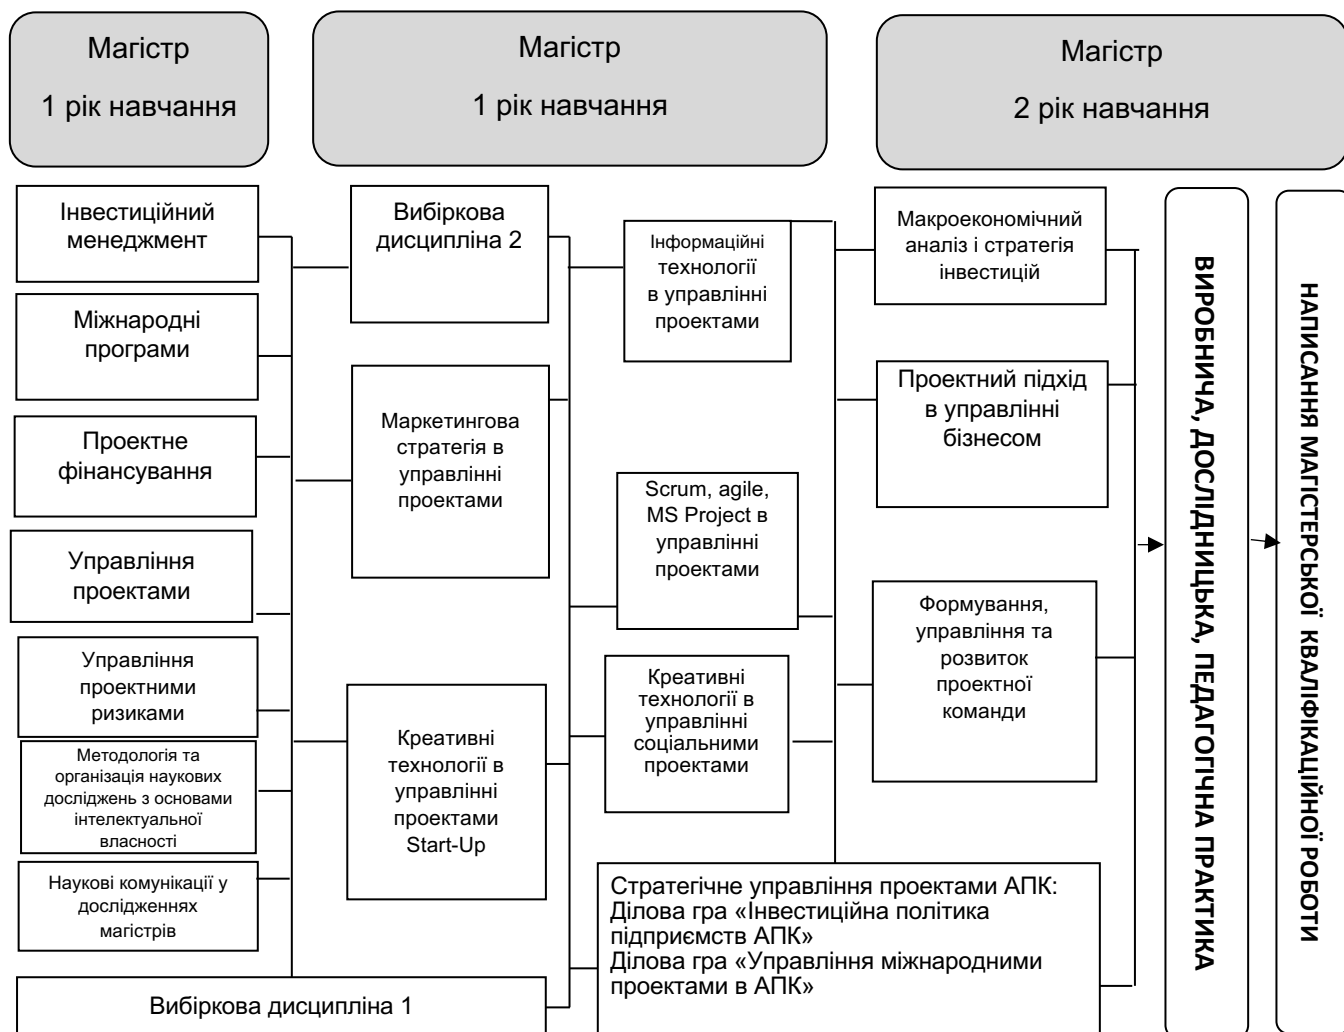 Магістр
1 рік навчання
Магістр
1 рік навчання
Магістр
2 рік навчання
Інвестиційний
менеджмент
Міжнародні
програми
Проектне
фінансування
Управління
проектами
Управління
проектними
ризиками
Методологія та
організація наукових
досліджень з основами
інтелектуальної
власності
Наукові комунікації у
дослідженнях
магістрів
Вибіркова дисципліна 1
Вибіркова
дисципліна 2
Маркетингова
стратегія в
управлінні
проектами
Креативні
технології в
управлінні
проектами
Start-Up
Інформаційні
технології
в управлінні
проектами
Scrum, agile,
MS Project в
управлінні
проектами
Креативні
технології в
управлінні
соціальними
проектами
Стратегічне управління проектами АПК:
Ділова гра «Інвестиційна політика
підприємств АПК»
Ділова гра «Управління міжнародними
проектами в АПК»
Макроекономічний
аналіз і стратегія
інвестицій
Проектний підхід
в управлінні
бізнесом
Формування,
управління та
розвиток
проектної
команди
ВИРОБНИЧА, ДОСЛІДНИЦЬКА, ПЕДАГОГІЧНА ПРАКТИКА
НАПИСАННЯ МАГІСТЕРСЬКОЇ КВАЛІФІКАЦІЙНОЇ РОБОТИ